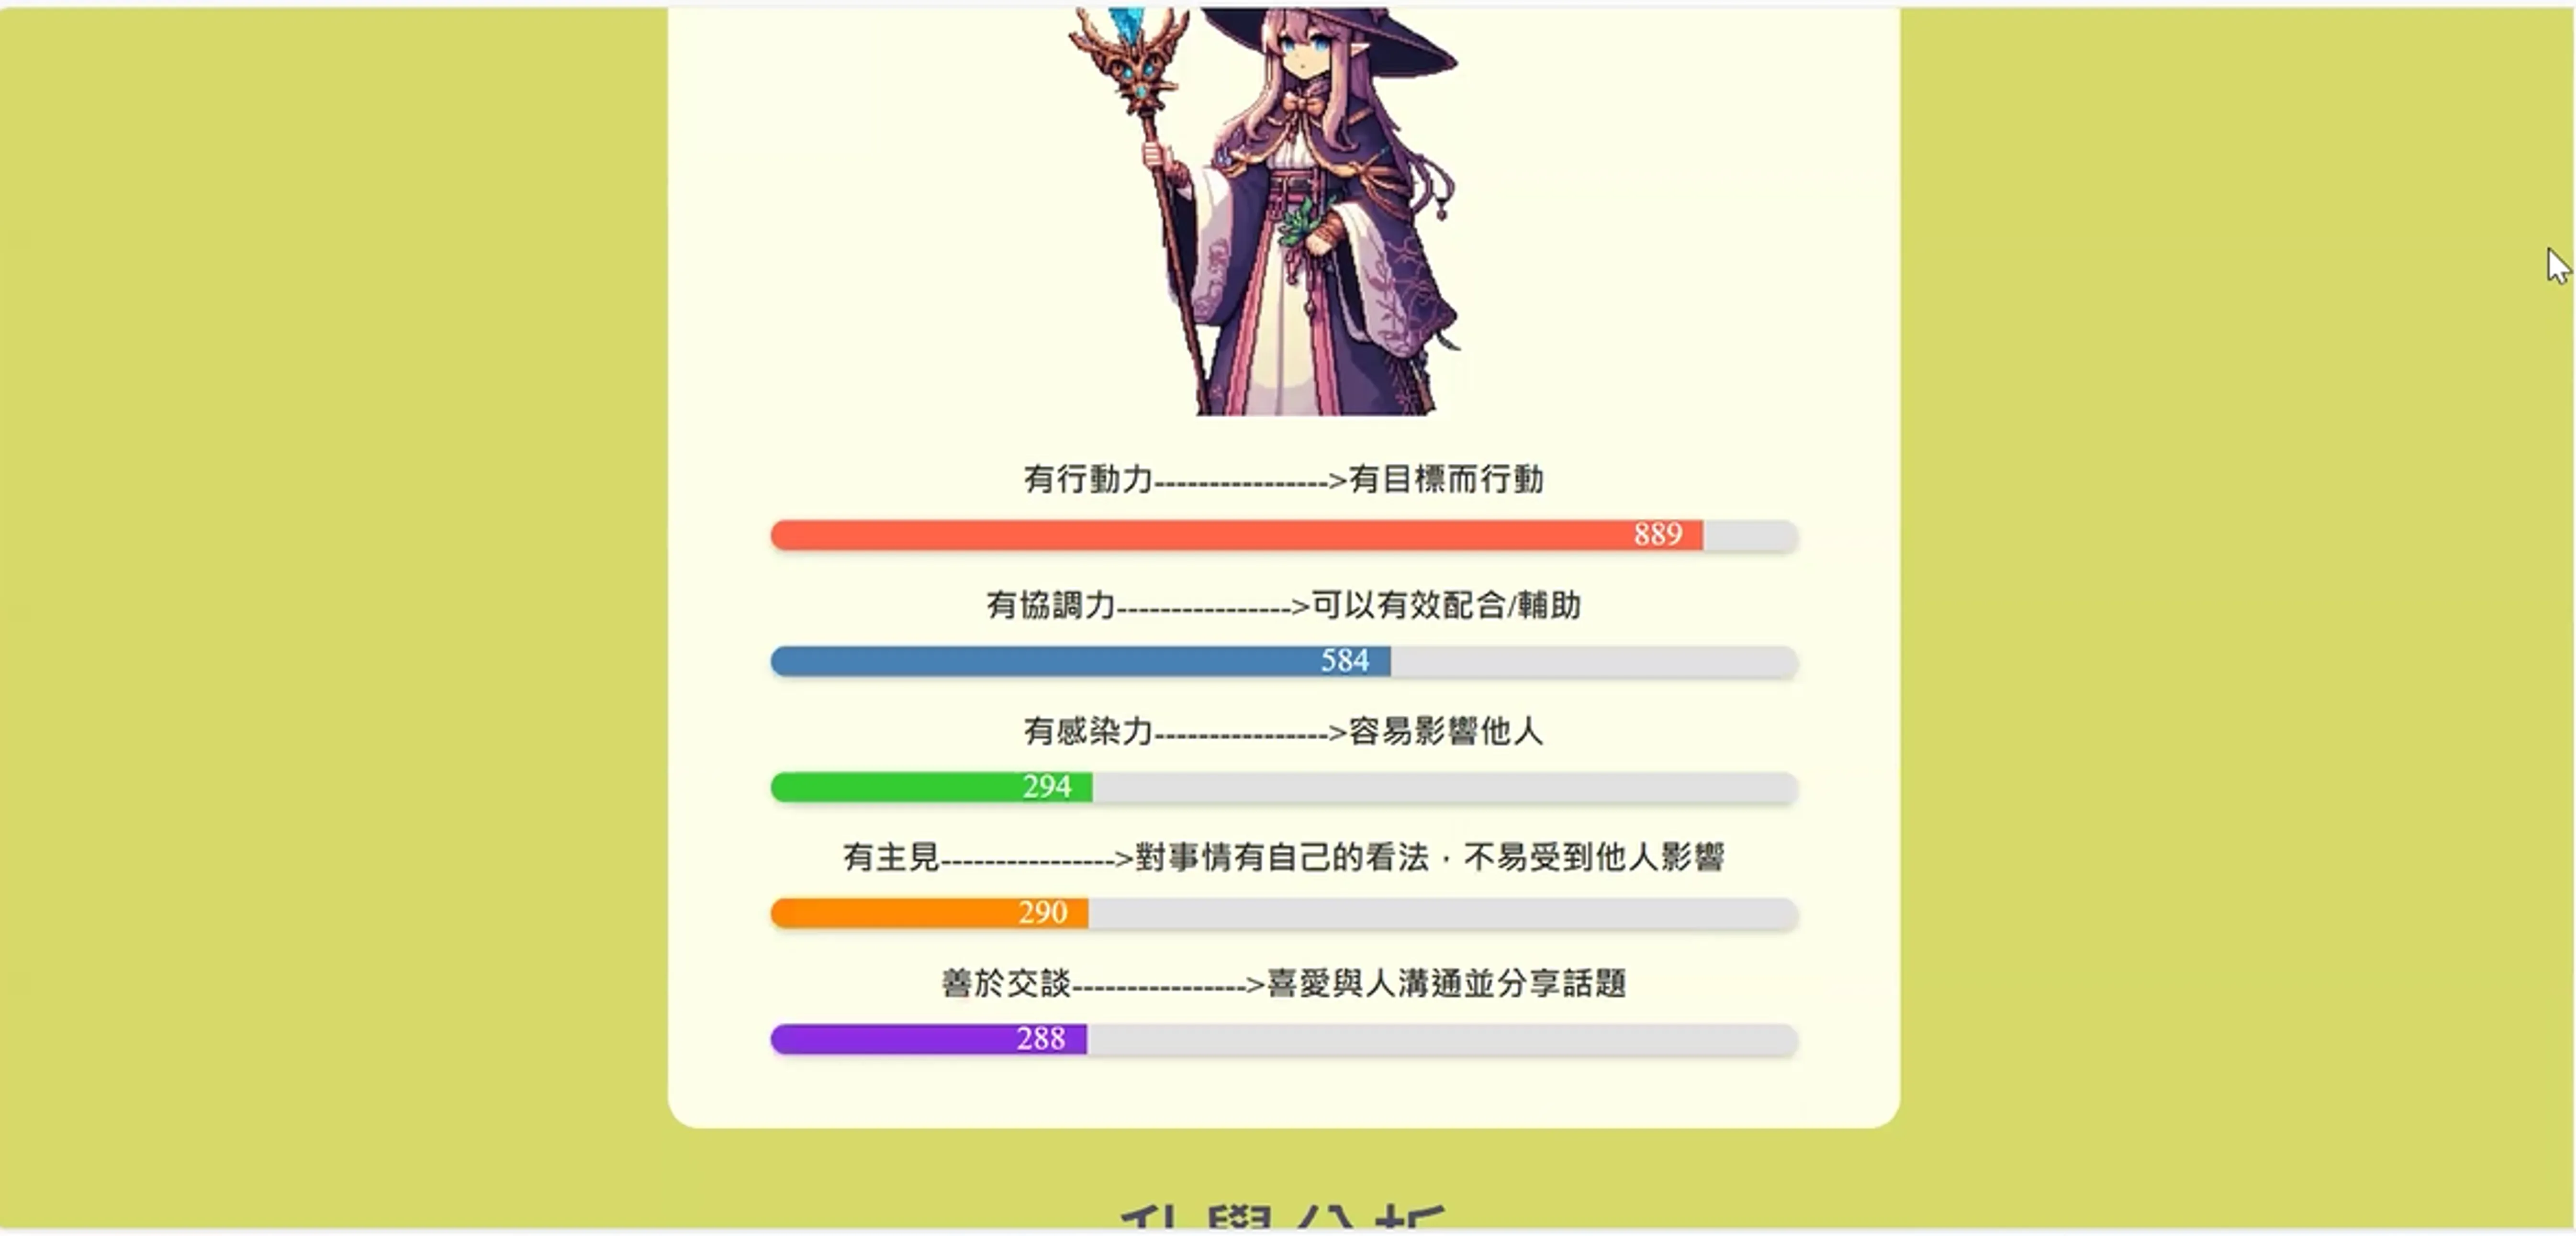 有行動力---------------->有目標而行動
889
有協調力---------------->可以有效配合/輔助
584
有感染力---------------->容易影響他人
294
有主見---------------->對事情有自己的看法，不易受到他人影響
290
善於交談---------------->喜愛與人溝通並分享話題
288